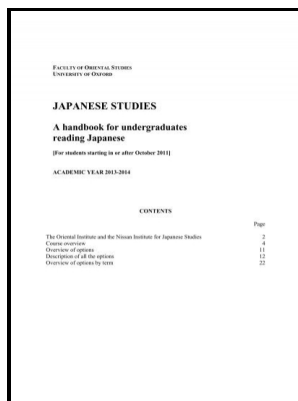 FACULTY OF ORIENTAL STUDIES
UNIVERSITY OF OXFORD
JAPANESE STUDIES
A handbook for undergraduates
reading Japanese
[For students starting in or after October 2011]
ACADEMIC YEAR 2013-2014
CONTENTS
Page
The Oriental Institute and the Nissan Institute for Japanese Studies 2
Course overview 4
Overview of options 11
Description of all the options 12
Overview of options by term 22